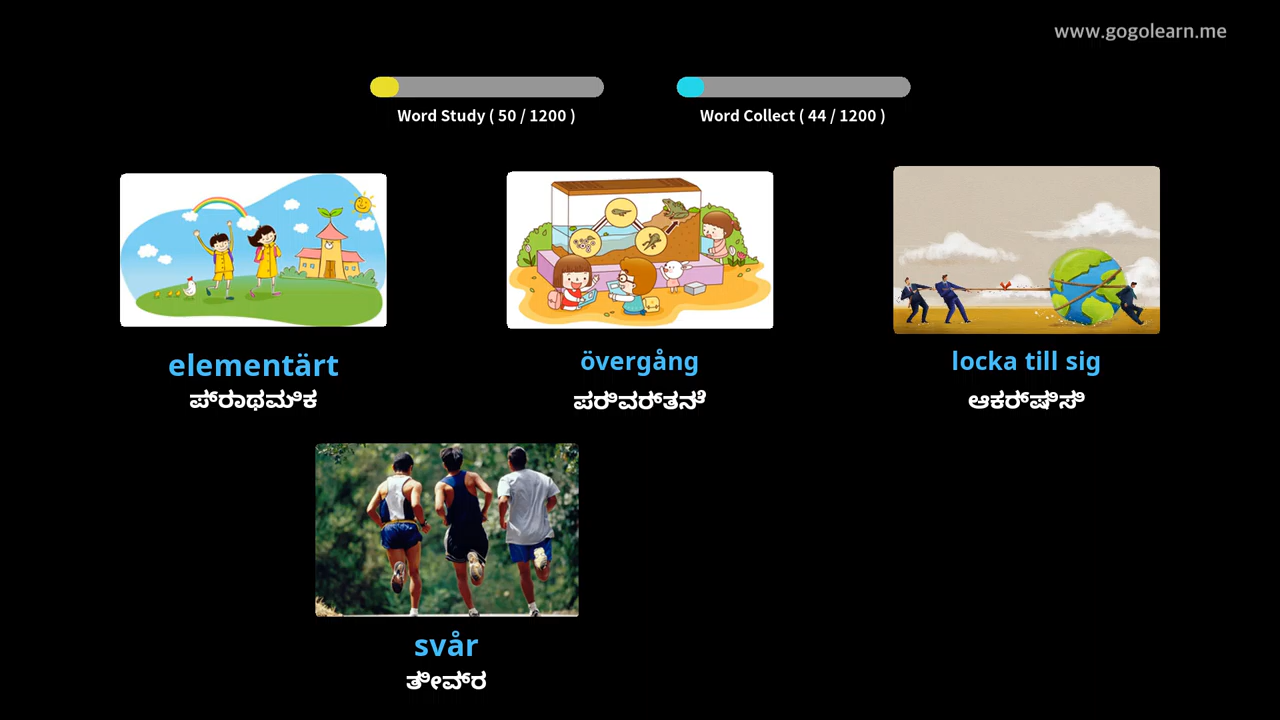 www.gogolearn.me
Word Study ( 50 / 1200 )
Word Collect ( 44 / 1200 )
elementärt
ಪ್ರಾಥಮಿಕ
övergång
ಪರಿವರ್ತನೆ
locka till sig
ಆಕರ್ಷಿಸಿ
svår
ತೀವ್ರ